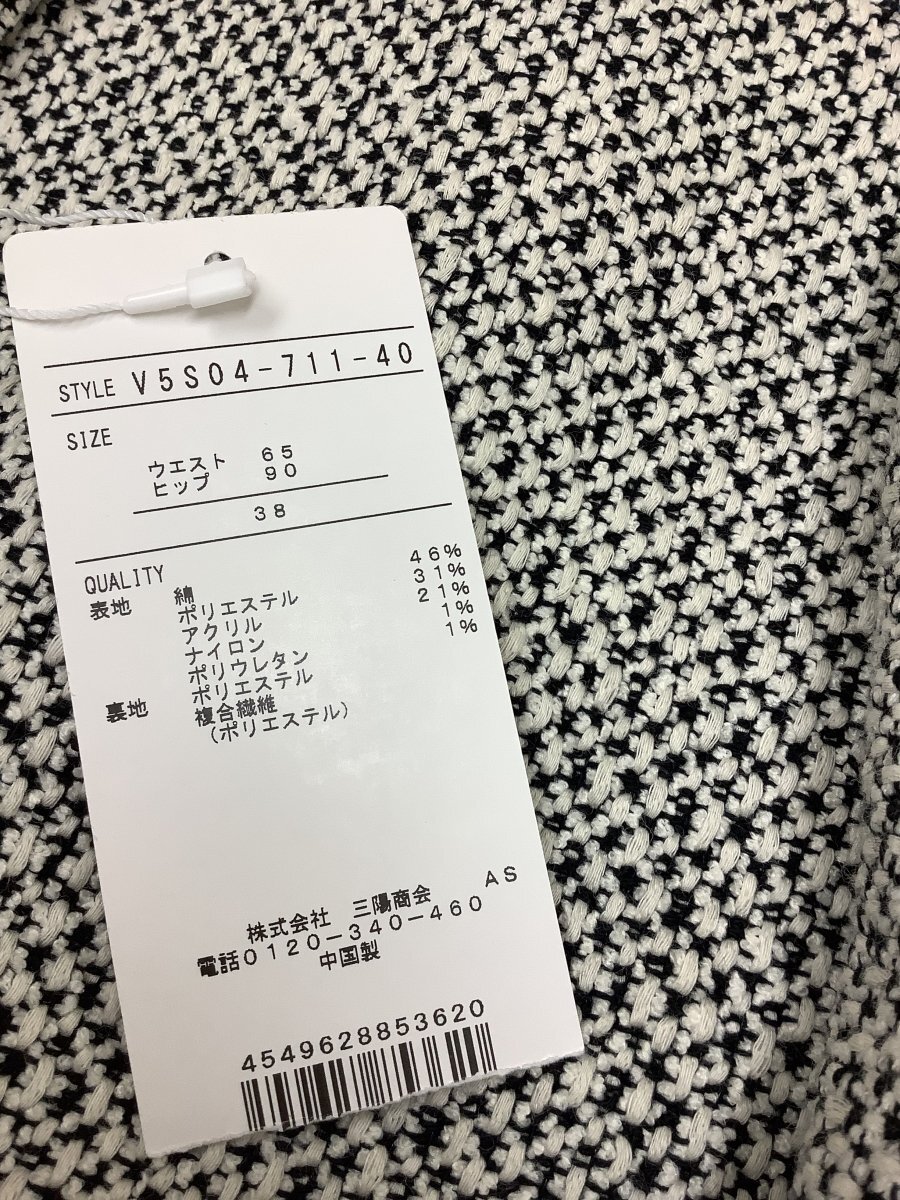 STYLE V5S04-711-40
SIZE
ウエスト 65
ヒップ 90
38
QUALITY
表地 綿 46%
ポリエステル 31%
アクリル 21%
ナイロン 1%
ポリウレタン 1%
裏地 ポリエステル
複合繊維
(ポリエステル)
AS
株式会社 三陽商会
電話0120-340-460
中国製
4549628853620